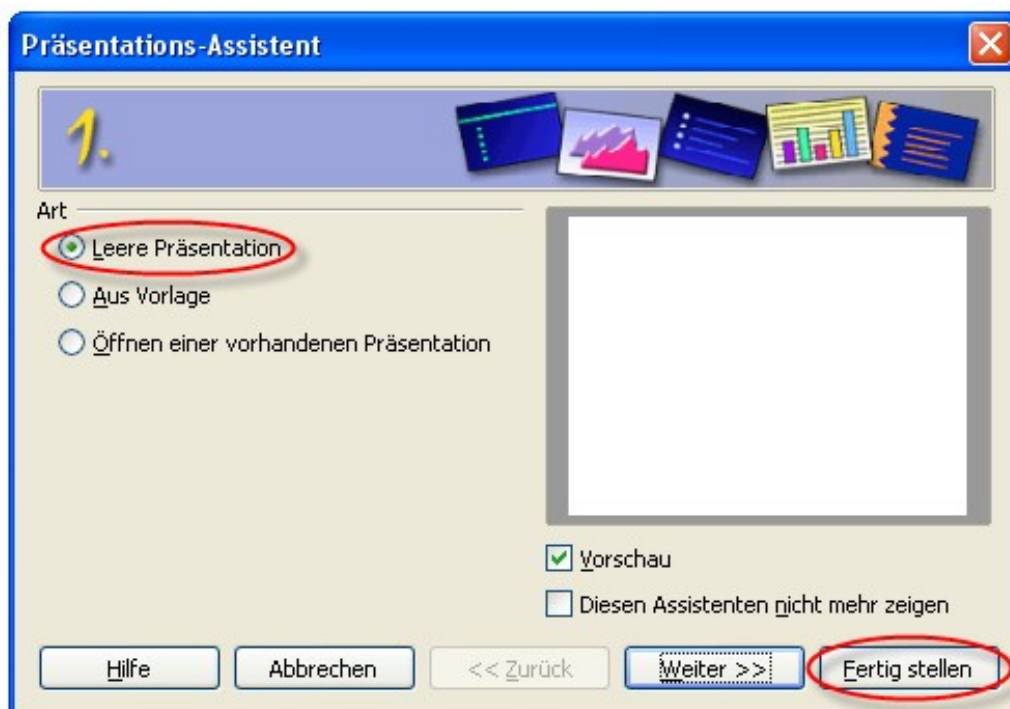 Präsentations-Assistent
1.
Art
Leere Präsentation
Aus Vorlage
Öffnen einer vorhandenen Präsentation
Vorschau
Diesen Assistenten nicht mehr zeigen
Hilfe Abbrechen << Zurück Weiter >> Fertig stellen